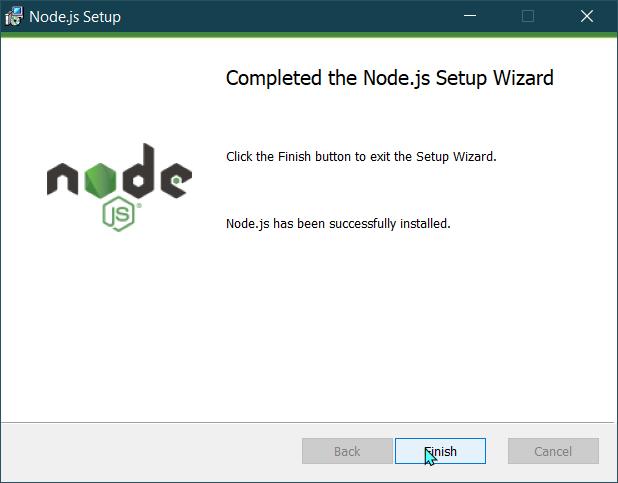 Node.js Setup
Completed the Node.js Setup Wizard
Click the Finish button to exit the Setup Wizard.
node
JS
Node.js has been successfully installed.
Back
Finish
Cancel